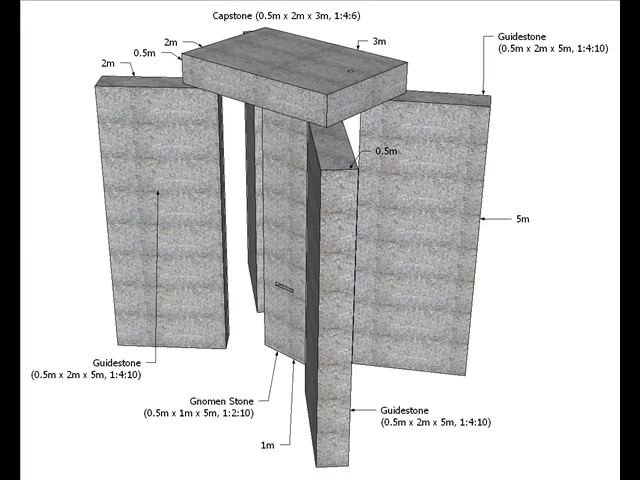 Capstone (0.5m x 2m x 3m, 1:4:6)
2m
3m
0.5m
2m
Guidestone
(0.5m x 2m x 5m, 1:4:10)
0.5m
5m
Guidestone
(0.5m x 2m x 5m, 1:4:10)
Gnomen Stone
(0.5m x 1m x 5m, 1:2:10)
1m
Guidestone
(0.5m x 2m x 5m, 1:4:10)